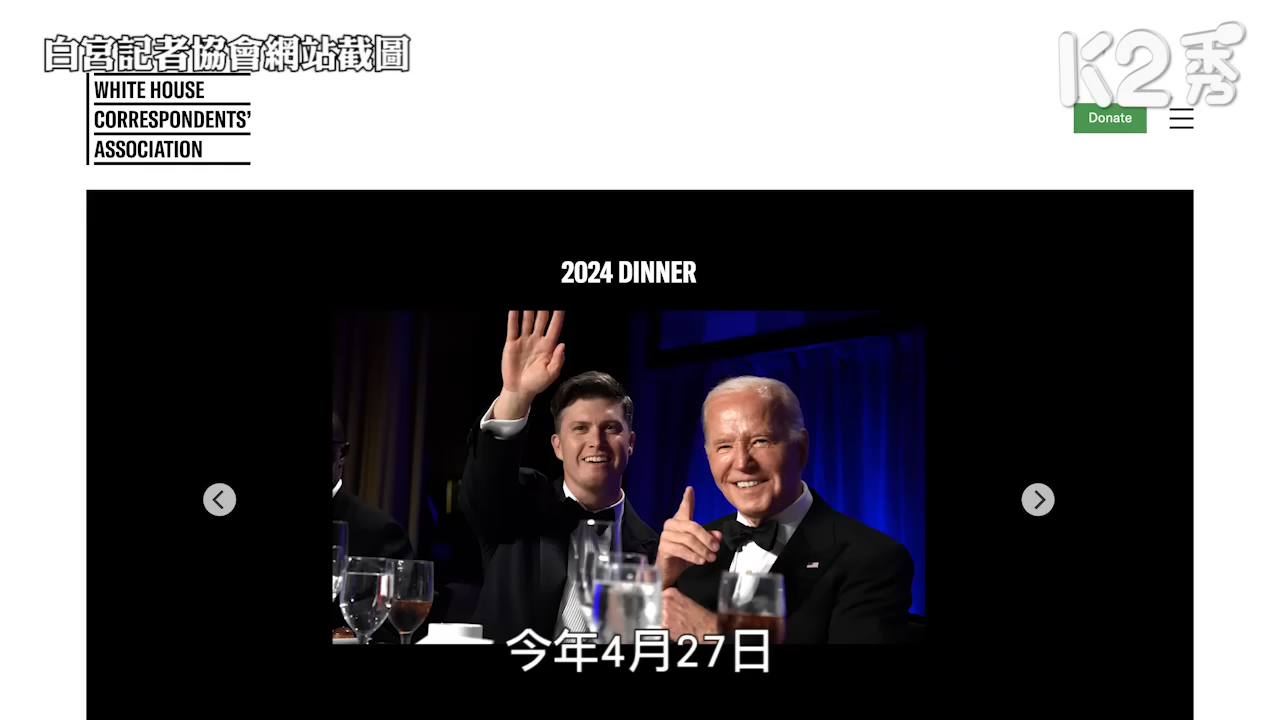 白宮記者協會網站截圖
K2秀
WHITE HOUSE
CORRESPONDENTS'
ASSOCIATION
Donate
2024 DINNER
今年4月27日